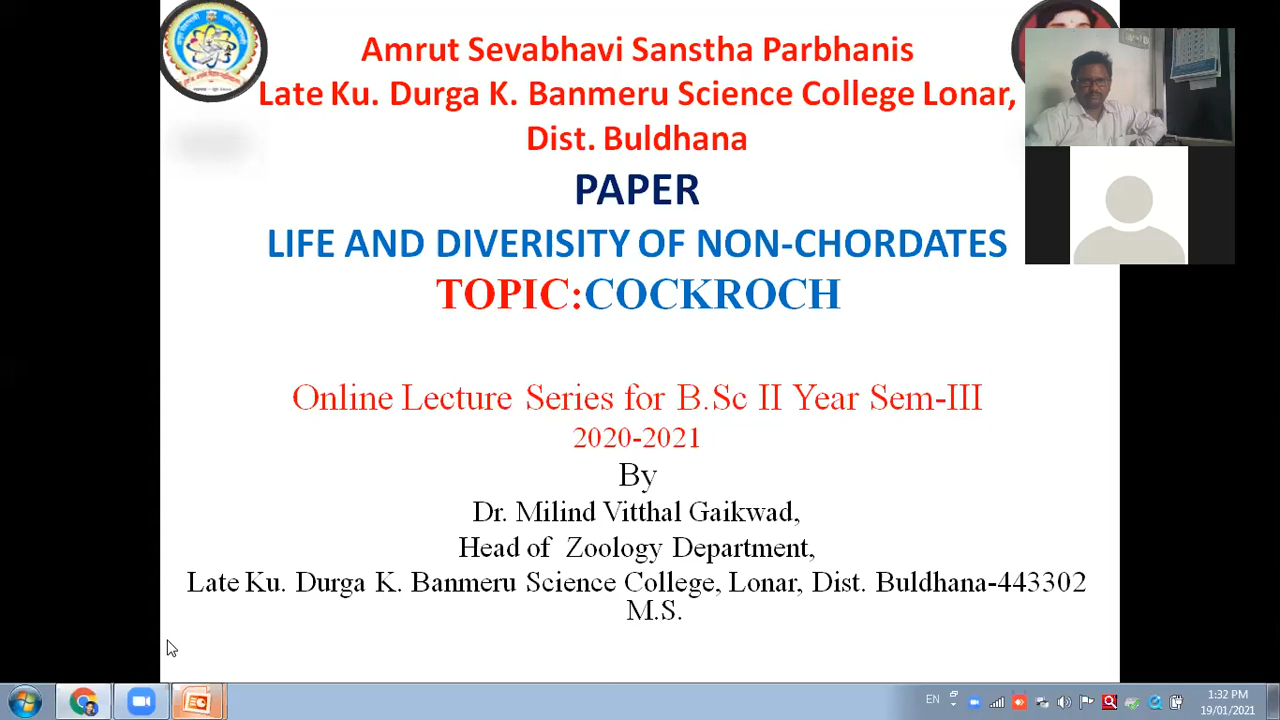 Amrut Sevabhavi Sanstha Parbhanis
Late Ku. Durga K. Banmeru Science College Lonar,
Dist. Buldhana
PAPER
LIFE AND DIVERISITY OF NON-CHORDATES
TOPIC:COCKROCH
Online Lecture Series for B.Sc II Year Sem-III
2020-2021
By
Dr. Milind Vitthal Gaikwad,
Head of Zoology Department,
Late Ku. Durga K. Banmeru Science College, Lonar, Dist. Buldhana-443302
M.S.
EN
1:32 PM
19/01/2021